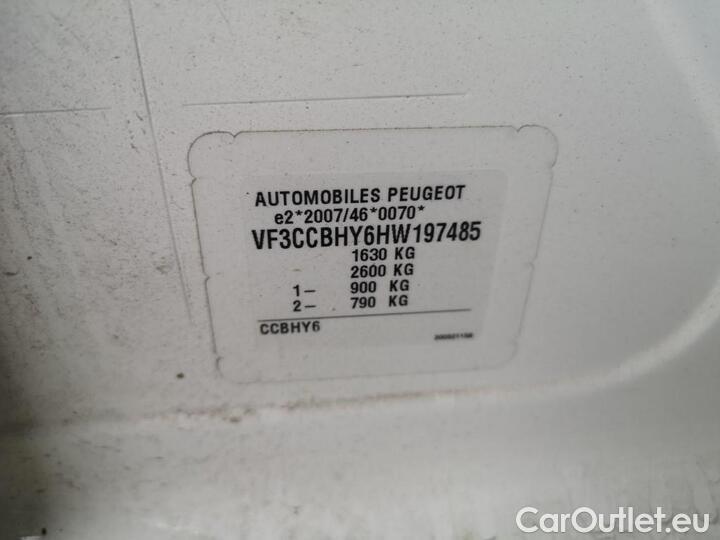 AUTOMOBILES PEUGEOT
e2*2007/46*0070*
VF3CCBHY6HW197485
1630 KG
2600 KG
1– 900 KG
2– 790 KG
CCBHY6
CarOutlet.eu